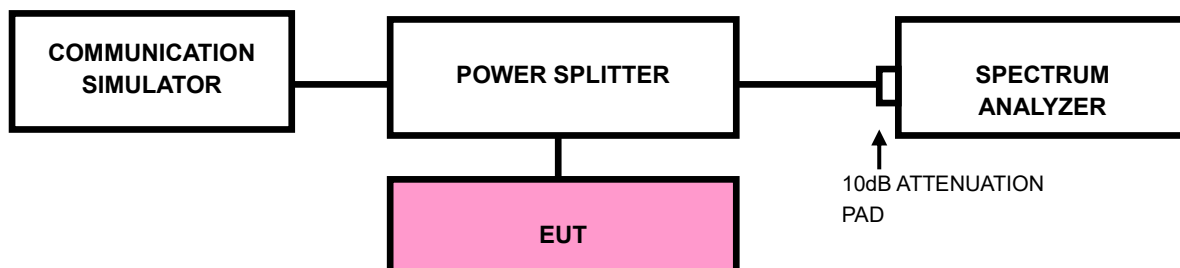 COMMUNICATION
SIMULATOR
POWER SPLITTER
SPECTRUM
ANALYZER
10dB ATTENUATION
PAD
EUT